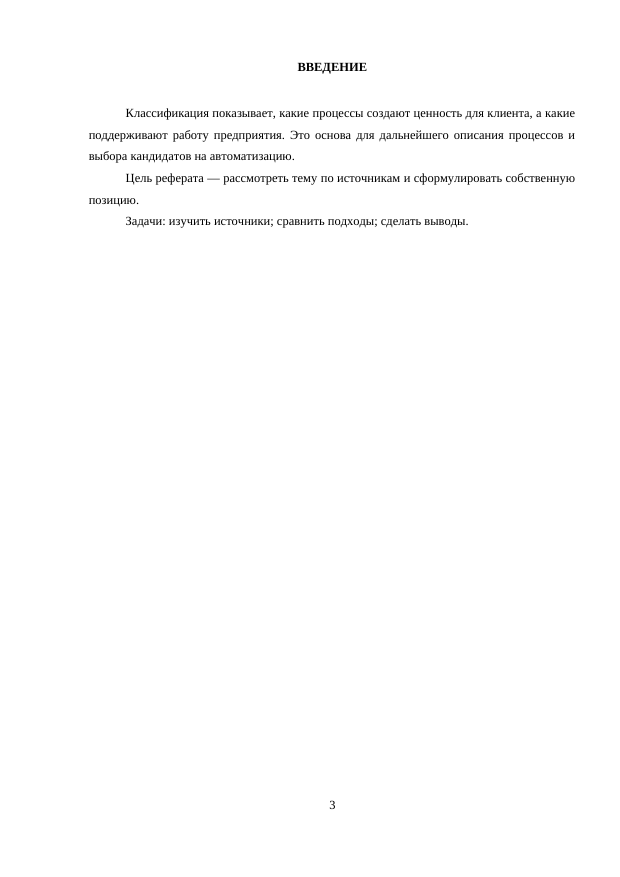 ВВЕДЕНИЕ
Классификация показывает, какие процессы создают ценность для клиента, а какие
поддерживают работу предприятия. Это основа для дальнейшего описания процессов и
выбора кандидатов на автоматизацию.
Цель реферата — рассмотреть тему по источникам и сформулировать собственную
позицию.
Задачи: изучить источники; сравнить подходы; сделать выводы.
3